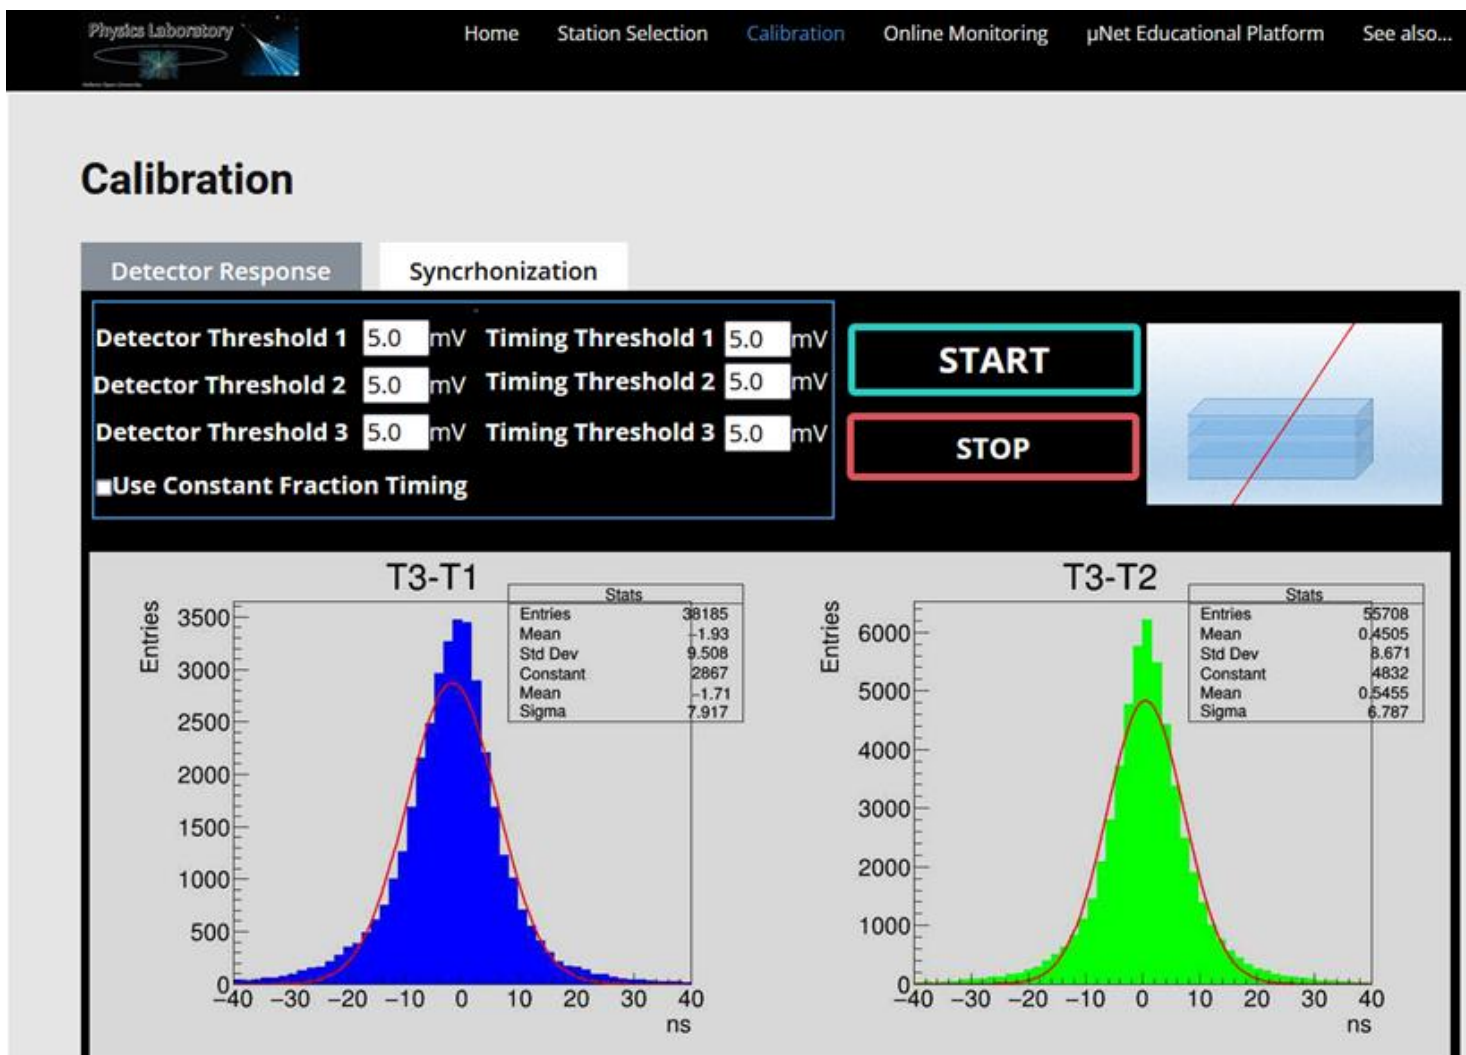 Physics Laboratory
Home Station Selection Calibration Online Monitoring µNet Educational Platform See also...
Calibration
Detector Response Syncrhonization
Detector Threshold 1 5.0 mV Timing Threshold 1 5.0 mV
Detector Threshold 2 5.0 mV Timing Threshold 2 5.0 mV
Detector Threshold 3 5.0 mV Timing Threshold 3 5.0 mV
Use Constant Fraction Timing
START
STOP
T3-T1
Stats
Entries 38185
Mean −1.93
Std Dev 9.508
Constant 2867
Mean −1.71
Sigma 7.917
Entries
3500
3000
2500
2000
1500
1000
500
0
−40 −30 −20 −10 0 10 20 30 40
ns
T3-T2
Stats
Entries 55708
Mean 0.4505
Std Dev 8.671
Constant 4832
Mean 0.5455
Sigma 6.787
Entries
6000
5000
4000
3000
2000
1000
0
−40 −30 −20 −10 0 10 20 30 40
ns